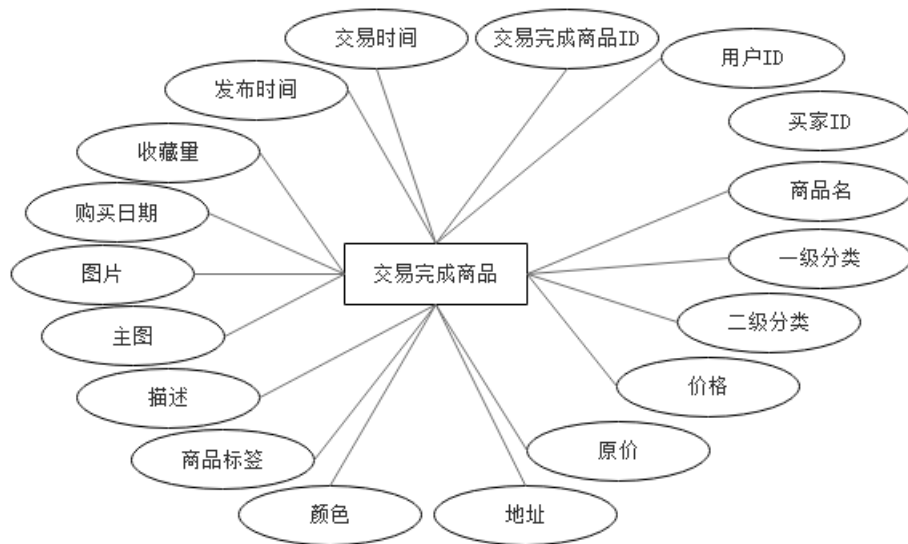 交易时间
交易完成商品ID
用户ID
发布时间
买家ID
收藏量
商品名
购买日期
一级分类
图片
交易完成商品
二级分类
主图
价格
描述
原价
商品标签
颜色
地址